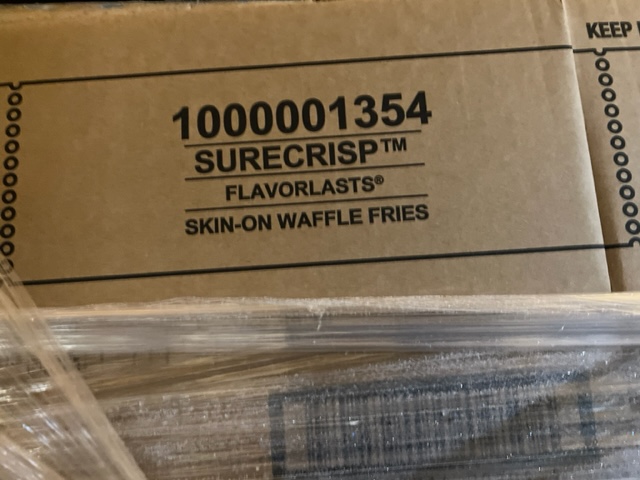 KEEP
1000001354
SURECRISP™
FLAVORLASTS®
SKIN-ON WAFFLE FRIES